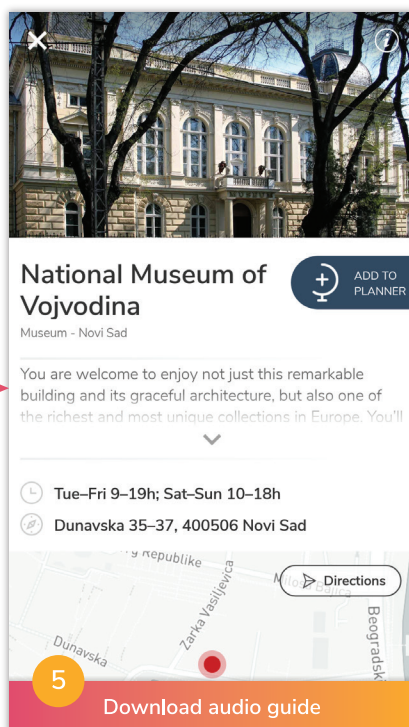 National Museum of
Vojvodina
ADD TO
PLANNER
Museum - Novi Sad
You are welcome to enjoy not just this remarkable
building and its graceful architecture, but also one of
the richest and most unique collections in Europe. You'll
Tue–Fri 9–19h; Sat–Sun 10–18h
Dunavska 35–37, 400506 Novi Sad
Republike
Directions
Zarka Vasiljevica
Dunavska
Beogradski
5
Download audio guide